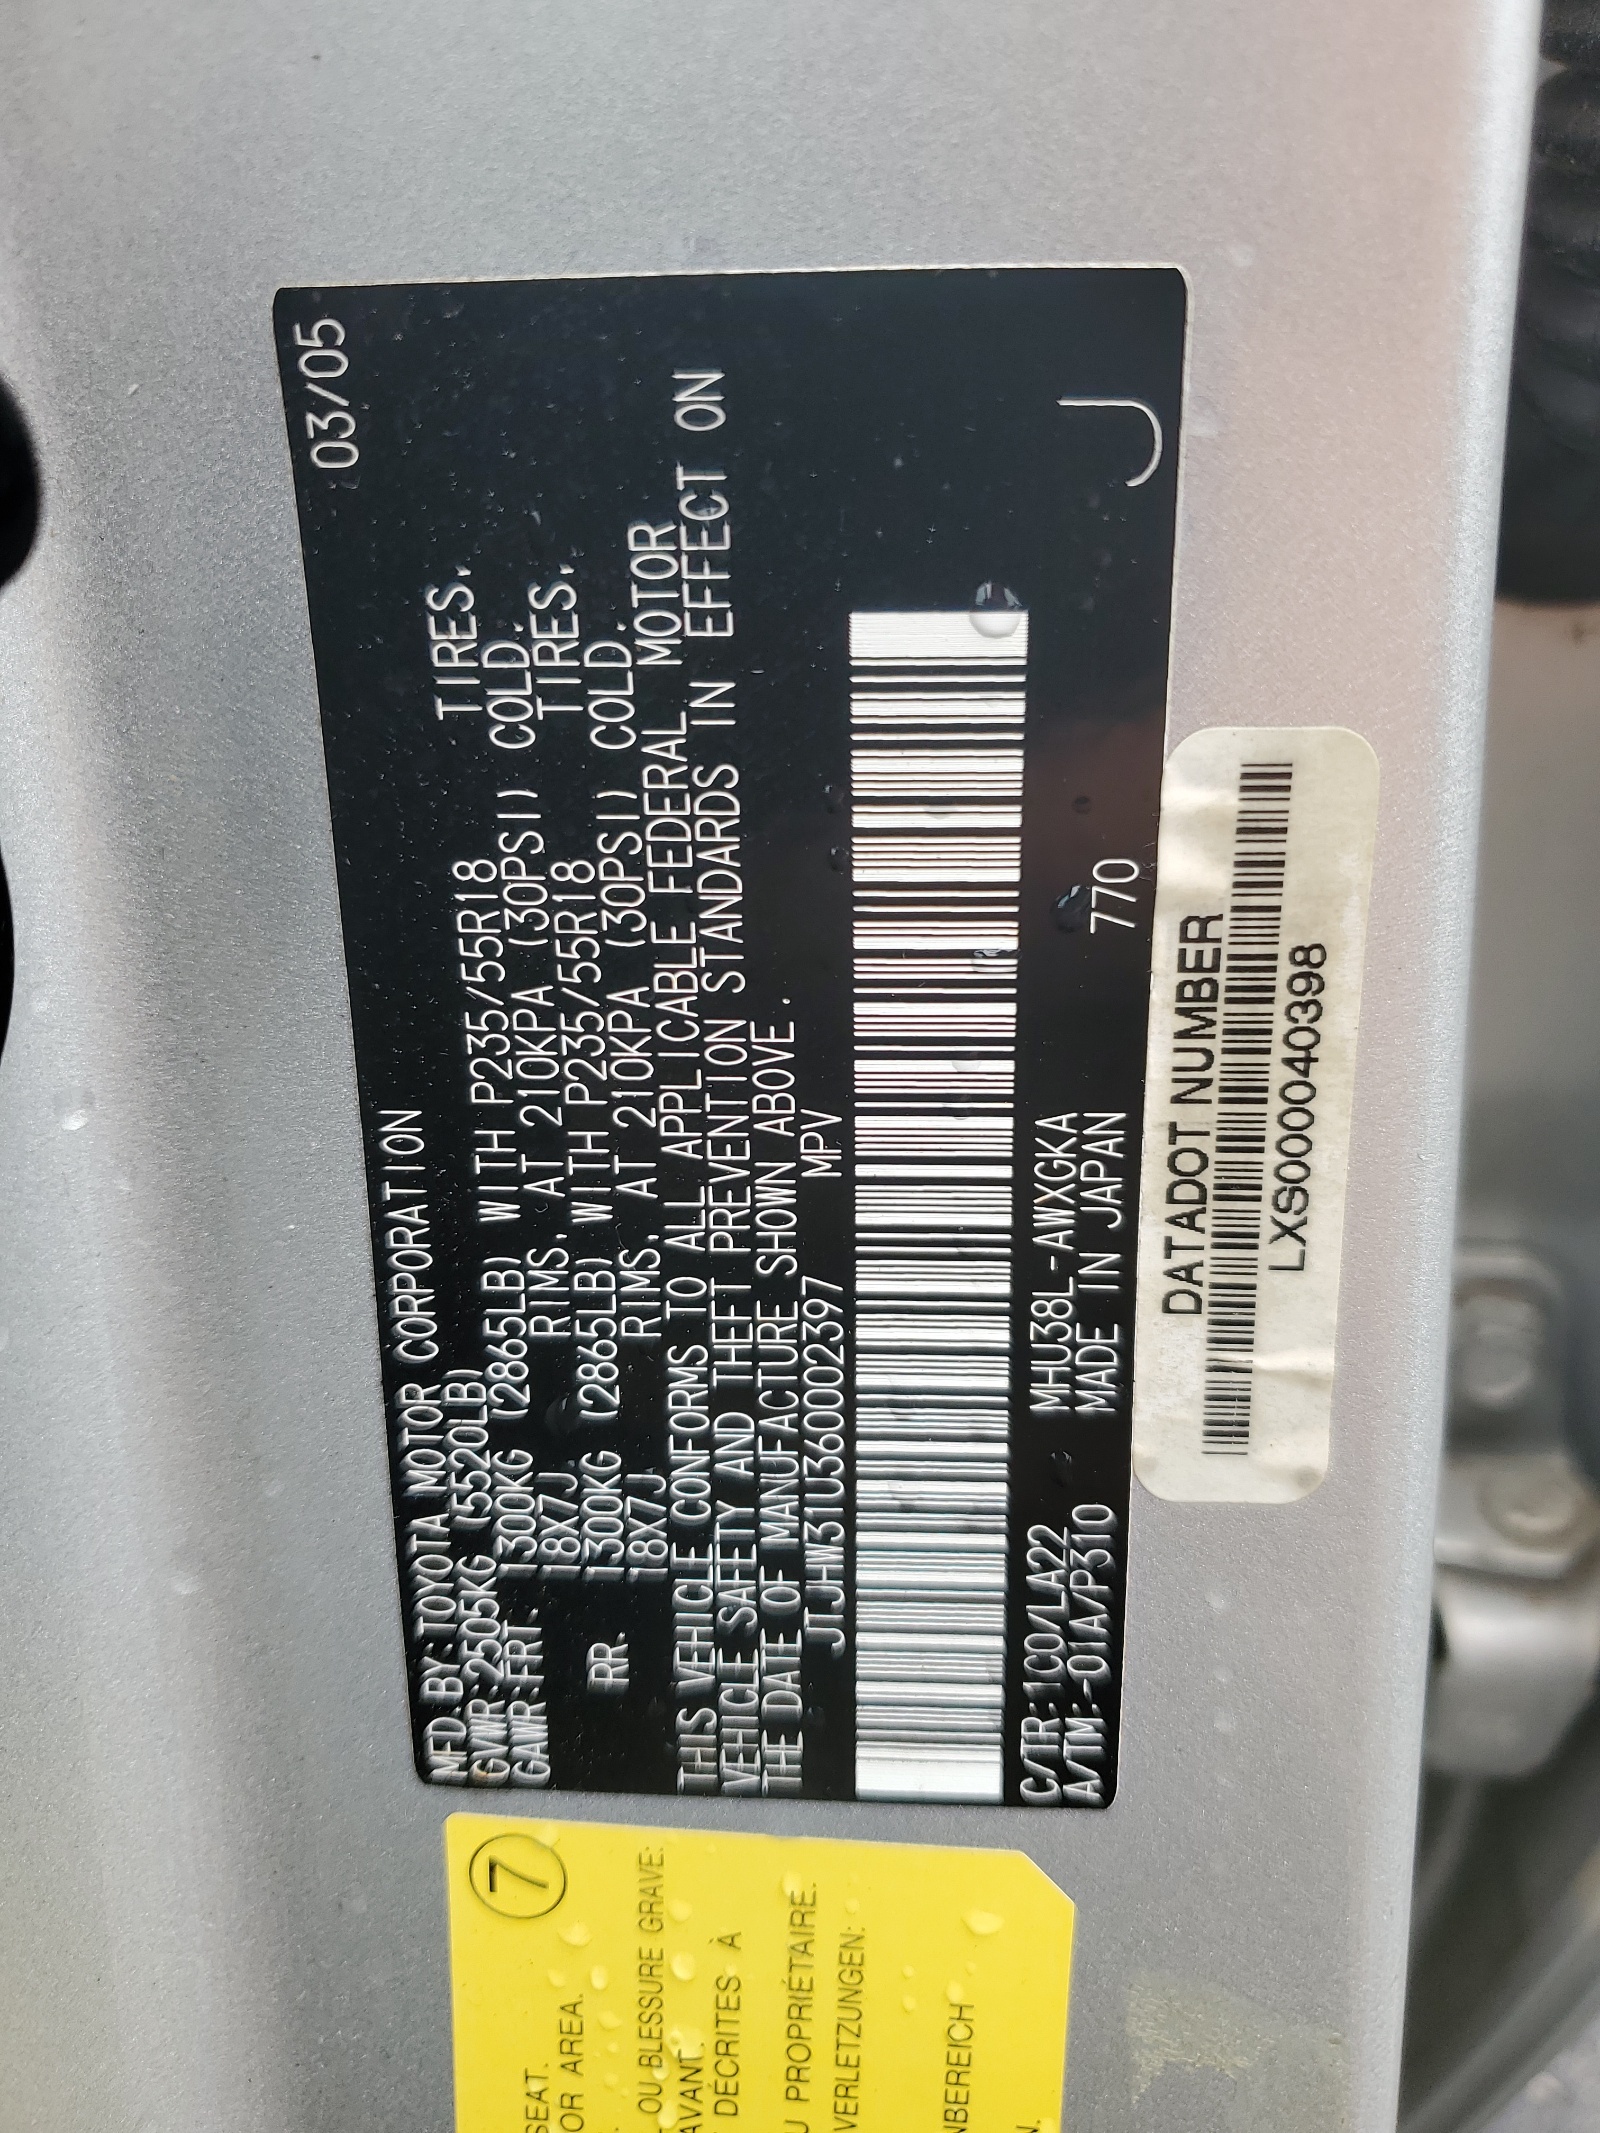 03/05
MFD. BY: TOYOTA MOTOR CORPORATION
GVWR: 2505KG (5520LB)
GAWR: FRT. 1300KG (2865LB) WITH P235/55R18 TIRES.
18X7J RIMS. AT 210KPA (30PSI) COLD.
RR. 1300KG (2865LB) WITH P235/55R18 TIRES.
18X7J RIMS. AT 210KPA (30PSI) COLD.
THIS VEHICLE CONFORMS TO ALL APPLICABLE FEDERAL MOTOR
VEHICLE SAFETY AND THEFT PREVENTION STANDARDS IN EFFECT ON
THE DATE OF MANUFACTURE SHOWN ABOVE.
JTJHW31U360002397 MPV
C/TR: 1C0/LA22 MHU38L-AWXGKA
A/TM: -01A/P310 MADE IN JAPAN 770
J
DATADOT NUMBER
LXS000040398
7
SEAT.
OR AREA.
OU BLESSURE GRAVE:
AVANT.
DÉCRITES À
U PROPRIÉTAIRE.
VERLETZUNGEN:
NBEREICH
N.